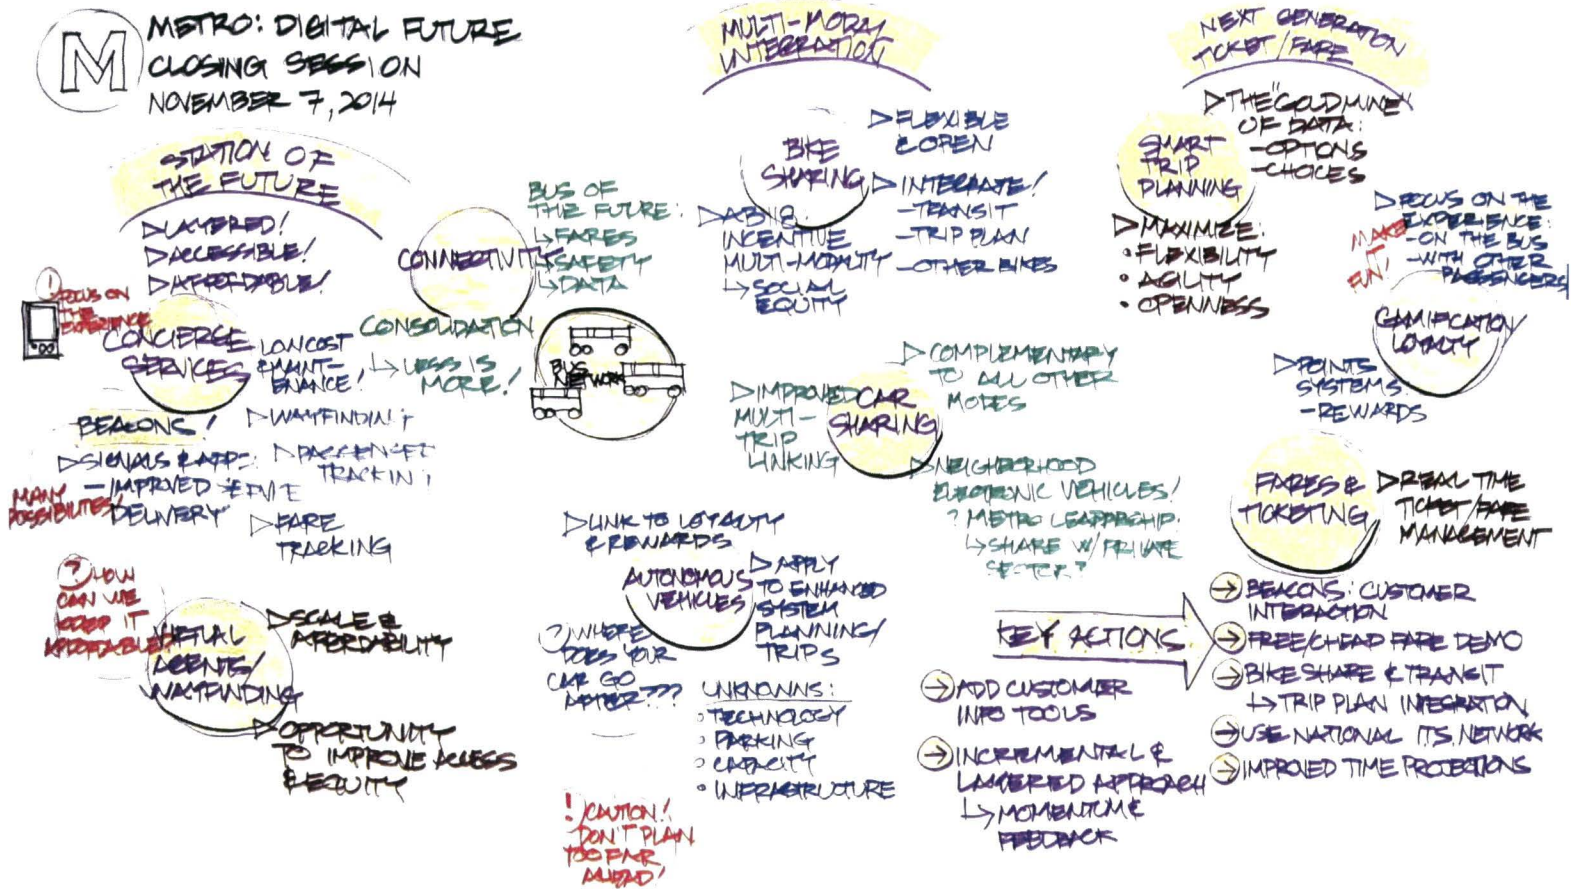 M
METRO: DIGITAL FUTURE
CLOSING SESSION
NOVEMBER 7, 2014
STATION OF
THE FUTURE
▷LAYERED!
▷ACCESSIBLE!
▷AFFORDABLE!
! FOCUS ON
THE
EXPERIENCE
CONCIERGE
SERVICES
LOW COST
& MAINT-
ENANCE!
BEACONS!
▷SIGNALS & APPS:
- IMPROVED SERVICE
DELIVERY
MANY
POSSIBILITES!
▷WAYFINDING
▷PASSENGER
TRACKING
▷FARE
TRACKING
? HOW
CAN WE
KEEP IT
AFFORDABLE?
VIRTUAL
AGENTS/
WAYFINDING
▷SCALE &
AFFORDABILITY
▷OPPORTUNITY
TO IMPROVE ACCESS
& EQUITY
CONNECTIVITY
BUS OF
THE FUTURE:
↳FARES
↳SAFETY
↳DATA
CONSOLIDATION
↳LESS IS
MORE!
BUS
NETWORK
MULTI-MODAL
INTEGRATION
BIKE
SHARING
▷FLEXIBLE
& OPEN
▷INTEGRATE!
-TRANSIT
-TRIP PLAN
-OTHER BIKES
INCENTIVE
MULTI-MODALITY
↳SOCIAL
EQUITY
CAR
SHARING
▷COMPLEMENTARY
TO ALL OTHER
MODES
▷IMPROVED
MULTI-
TRIP
LINKING
▷NEIGHBORHOOD
ELECTRONIC VEHICLES!
? METRO LEADERSHIP.
↳SHARE W/ PRIVATE
SECTOR?
▷LINK TO LOYALTY
& REWARDS
AUTONOMOUS
VEHICLES
▷APPLY
TO ENHANCED
SYSTEM
PLANNING/
TRIPS
? WHERE
DOES YOUR
CAR GO
AFTER???
UNKNOWNS:
• TECHNOLOGY
• PARKING
• CAPACITY
• INFRASTRUCTURE
! CAUTION!
DON'T PLAN
TOO FAR
AHEAD!
NEXT GENERATION
TICKET/FARE
SMART
TRIP
PLANNING
▷THE "GOLDMINE"
OF DATA:
-OPTIONS
-CHOICES
▷MAXIMIZE:
• FLEXIBILITY
• AGILITY
• OPENNESS
▷FOCUS ON THE
EXPERIENCE:
-ON THE BUS
-WITH OTHER
PASSENGERS
MAKE
IT
FUN!
GAMIFICATION/
LOYALTY
▷POINTS
SYSTEMS
-REWARDS
FARES &
TICKETING
▷REAL TIME
TICKET/FARE
MANAGEMENT
KEY ACTIONS
→ADD CUSTOMER
INFO TOOLS
→INCREMENTAL &
LAYERED APPROACH
↳MOMENTUM &
FEEDBACK
→BEACONS: CUSTOMER
INTERACTION
→FREE/CHEAP FARE DEMO
→BIKE SHARE & TRANSIT
↳TRIP PLAN INTEGRATION
→USE NATIONAL ITS NETWORK
→IMPROVED TIME PROJECTIONS